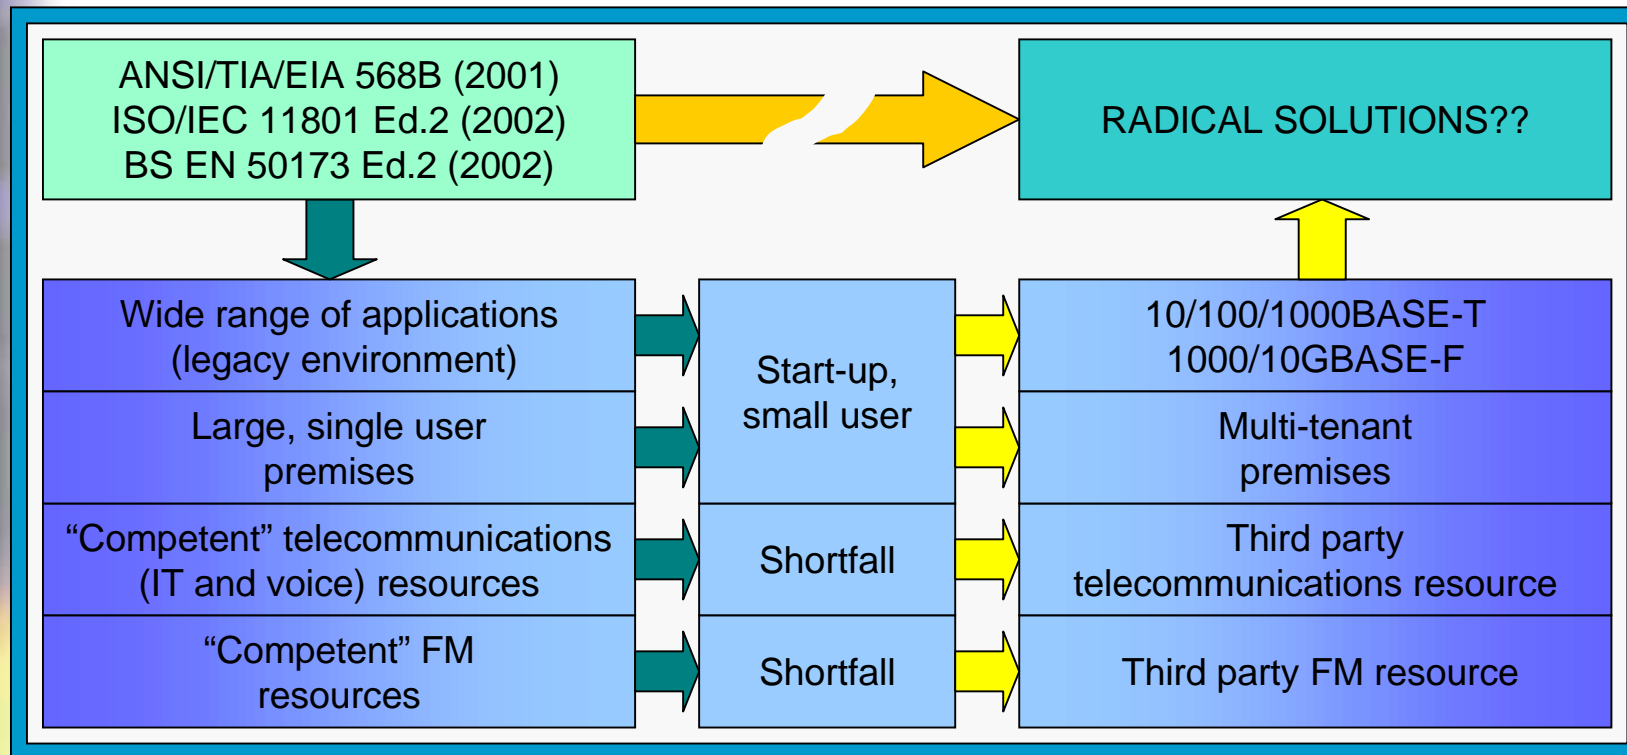 ANSI/TIA/EIA 568B (2001)
ISO/IEC 11801 Ed.2 (2002)
BS EN 50173 Ed.2 (2002)
RADICAL SOLUTIONS??
Wide range of applications
(legacy environment)
Large, single user
premises
“Competent” telecommunications
(IT and voice) resources
“Competent” FM
resources
Start-up,
small user
Shortfall
Shortfall
10/100/1000BASE-T
1000/10GBASE-F
Multi-tenant
premises
Third party
telecommunications resource
Third party FM resource